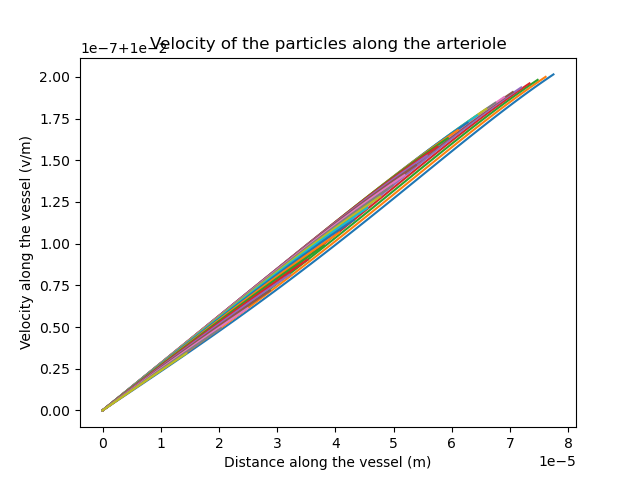 Velocity of the particles along the arteriole
1e−7+1e−2
2.00
1.75
1.50
1.25
1.00
0.75
0.50
0.25
0.00
Velocity along the vessel (v/m)
0 1 2 3 4 5 6 7 8
1e−5
Distance along the vessel (m)